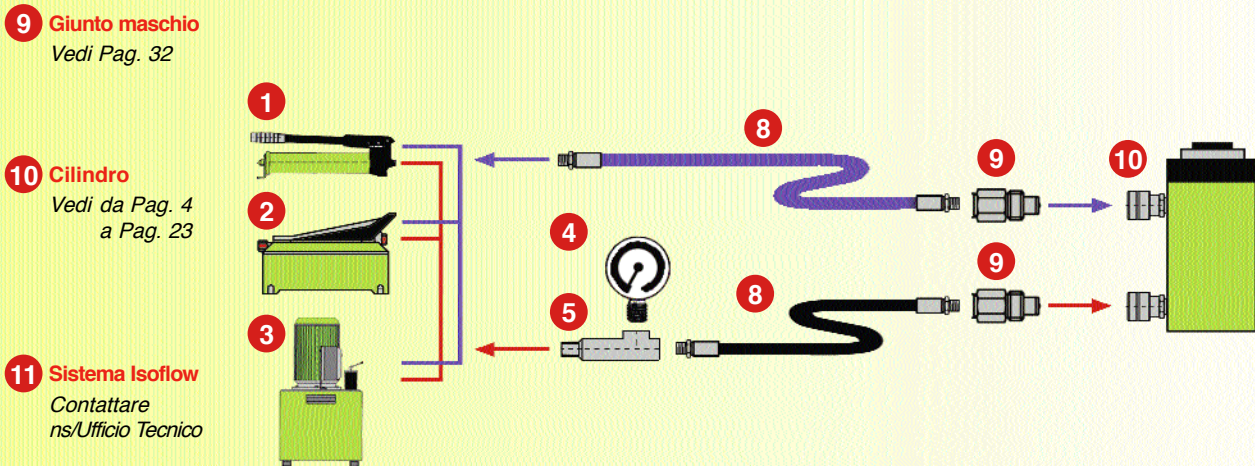 9 Giunto maschio
Vedi Pag. 32
10 Cilindro
Vedi da Pag. 4
a Pag. 23
11 Sistema Isoflow
Contattare
ns/Ufficio Tecnico
1
2
3
4
5
8
8
9
9
10